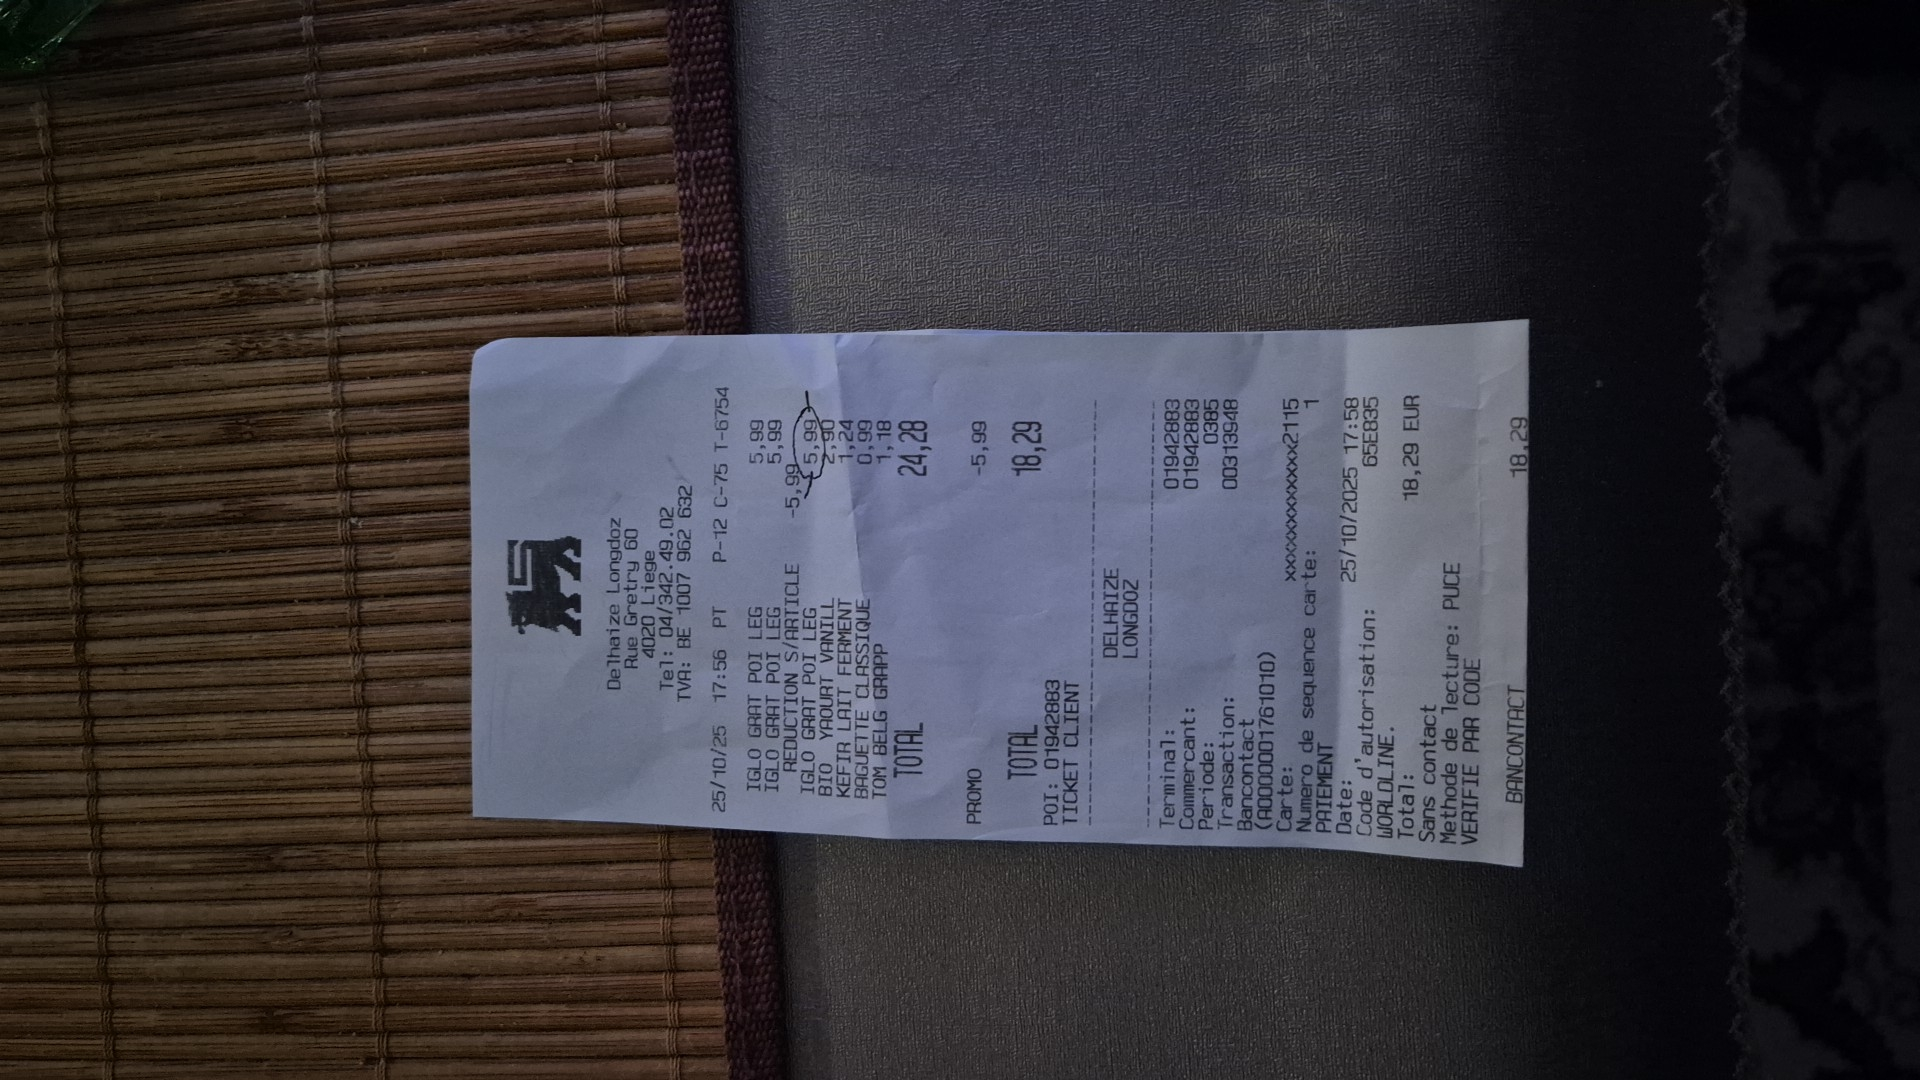 Delhaize Longdoz
Rue Gretry 60
4020 Liege
Tel: 04/342.49.02
TVA: BE 1007 962 632
25/10/25 17:56 PT P-12 C-75 T-6754
IGLO GRAT POI LEG 5,99
IGLO GRAT POI LEG 5,99
REDUCTION S/ARTICLE -5,99
IGLO GRAT POI LEG 5,99
BIO YAOURT VANILL 2,90
KEFIR LAIT FERMENT 1,24
BAGUETTE CLASSIQUE 0,99
TOM BELG GRAPP 1,18
TOTAL 24,28
PROMO -5,99
TOTAL 18,29
POI: 01942883
TICKET CLIENT
DELHAIZE
LONGDOZ
Terminal: 01942883
Commercant: 01942883
Periode: 0385
Transaction: 00313948
Bancontact
(A0000001761010)
Carte: xxxxxxxxxxxxx2115
Numero de sequence carte: 1
PAIEMENT
Date: 25/10/2025 17:58
Code d'autorisation: 65E835
WORLDLINE.
Total: 18,29 EUR
Sans contact
Methode de lecture: PUCE
VERIFIE PAR CODE
BANCONTACT 18,29